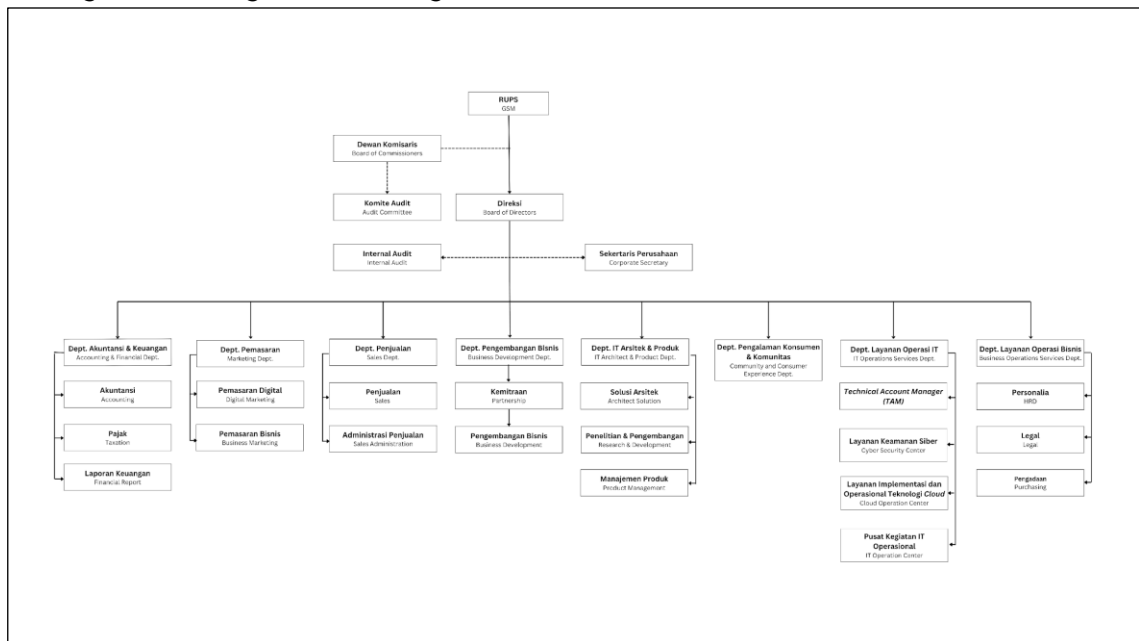 RUPS
GSM
Dewan Komisaris
Board of Commissioners
Komite Audit
Audit Committee
Direksi
Board of Directors
Internal Audit
Internal Audit
Sekertaris Perusahaan
Corporate Secretary
Dept. Akuntansi & Keuangan
Accounting & Financial Dept.
Akuntansi
Accounting
Pajak
Taxation
Laporan Keuangan
Financial Report
Dept. Pemasaran
Marketing Dept.
Pemasaran Digital
Digital Marketing
Pemasaran Bisnis
Business Marketing
Dept. Penjualan
Sales Dept.
Penjualan
Sales
Administrasi Penjualan
Sales Administration
Dept. Pengembangan Bisnis
Business Development Dept.
Kemitraan
Partnership
Pengembangan Bisnis
Business Development
Dept. IT Arsitek & Produk
IT Architect & Product Dept.
Solusi Arsitek
Architect Solution
Penelitian & Pengembangan
Research & Development
Manajemen Produk
Product Management
Dept. Pengalaman Konsumen
& Komunitas
Community and Consumer
Experience Dept.
Dept. Layanan Operasi IT
IT Operations Services Dept.
Technical Account Manager
(TAM)
Layanan Keamanan Siber
Cyber Security Center
Layanan Implementasi dan
Operasional Teknologi Cloud
Cloud Operation Center
Pusat Kegiatan IT
Operasional
IT Operation Center
Dept. Layanan Operasi Bisnis
Business Operations Services Dept.
Personalia
HRD
Legal
Legal
Pengadaan
Purchasing